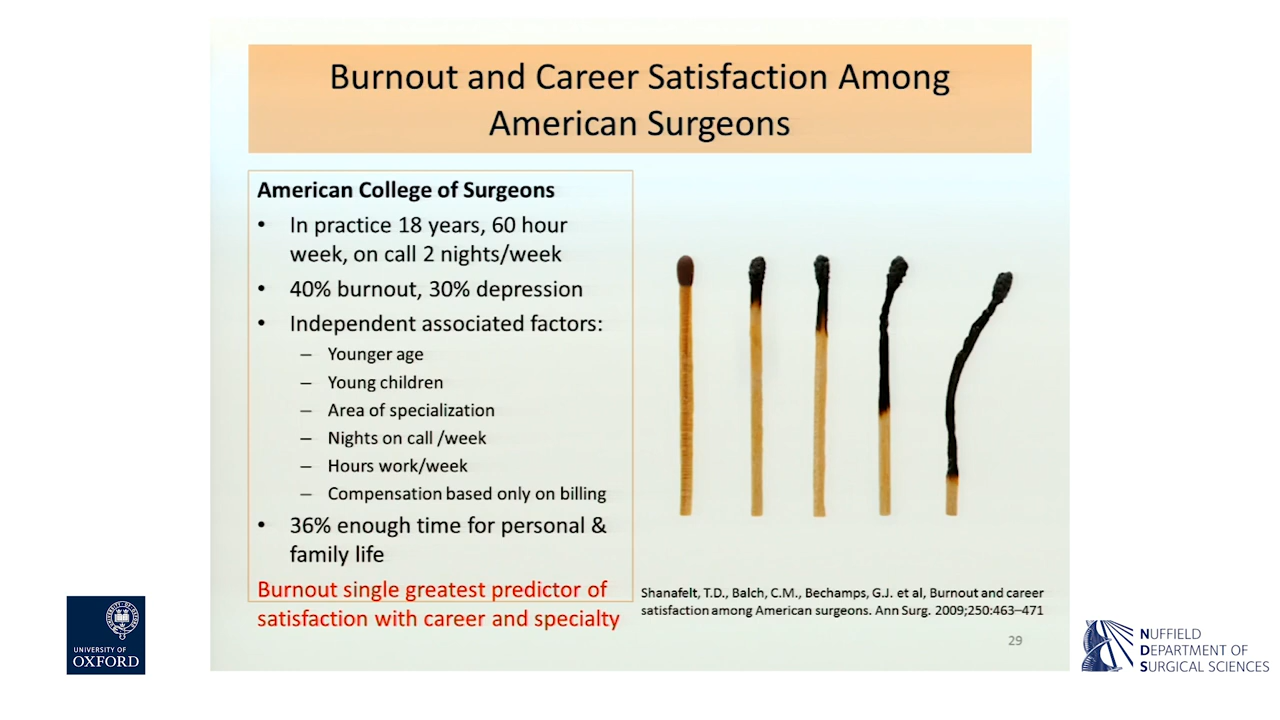 Burnout and Career Satisfaction Among
American Surgeons
American College of Surgeons
• In practice 18 years, 60 hour
week, on call 2 nights/week
• 40% burnout, 30% depression
• Independent associated factors:
– Younger age
– Young children
– Area of specialization
– Nights on call /week
– Hours work/week
– Compensation based only on billing
• 36% enough time for personal &
family life
Burnout single greatest predictor of
satisfaction with career and specialty
Shanafelt, T.D., Balch, C.M., Bechamps, G.J. et al, Burnout and career
satisfaction among American surgeons. Ann Surg. 2009;250:463–471
29
UNIVERSITY OF
OXFORD
NUFFIELD
DEPARTMENT OF
SURGICAL SCIENCES